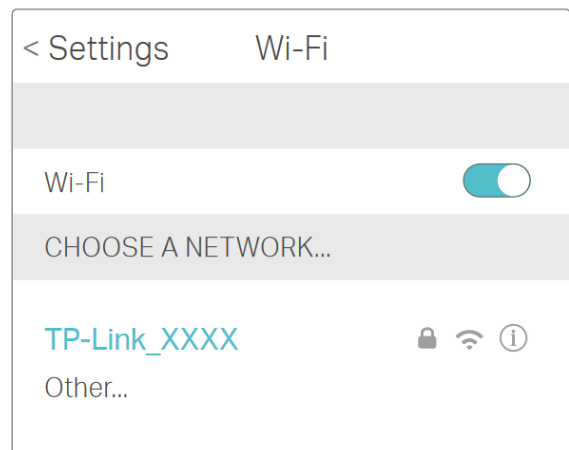 < Settings Wi-Fi
Wi-Fi
CHOOSE A NETWORK...
TP-Link_XXXX
Other...